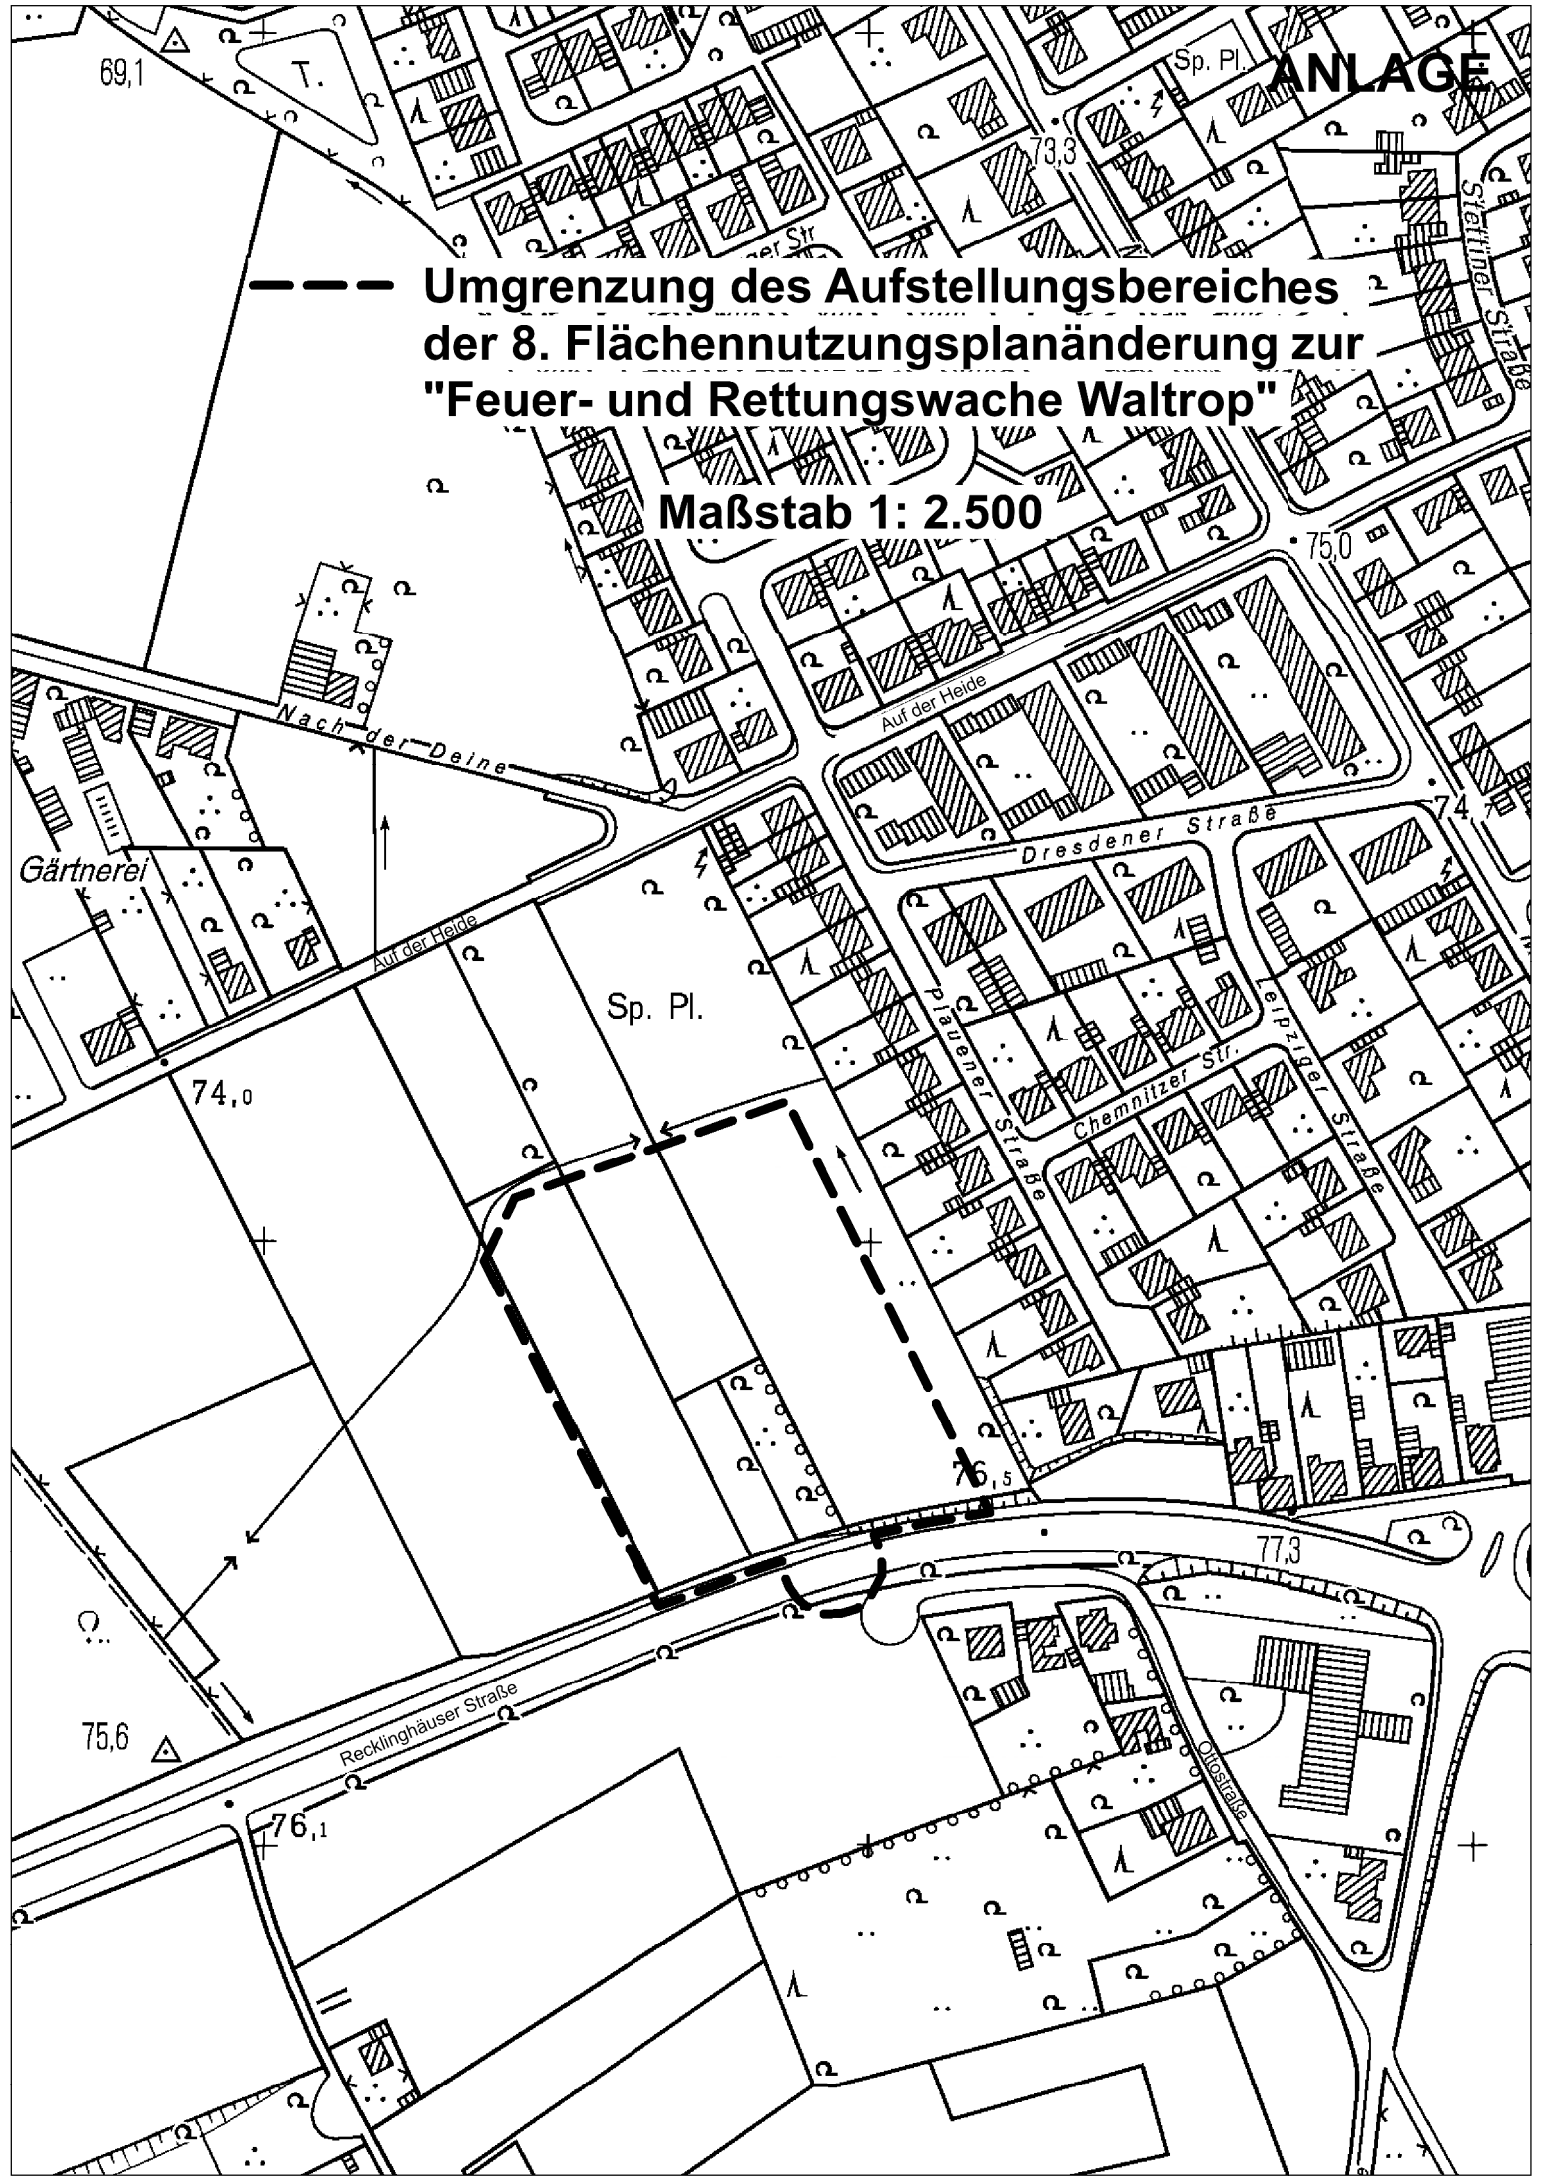 69,1
T.
Sp. Pl.
ANLAGE
73,3
Stettiner Straße
ger Str
Umgrenzung des Aufstellungsbereiches
der 8. Flächennutzungsplanänderung zur
"Feuer- und Rettungswache Waltrop"
Maßstab 1: 2.500
75,0
Auf der Heide
Nach der Deine
74,7
Dresdener Straße
Gärtnerei
Auf der Heide
Sp. Pl.
Plauener Straße
Leipziger Straße
Chemnitzer Str.
74,0
76,5
77,3
Recklinghäuser Straße
75,6
Ottostraße
76,1